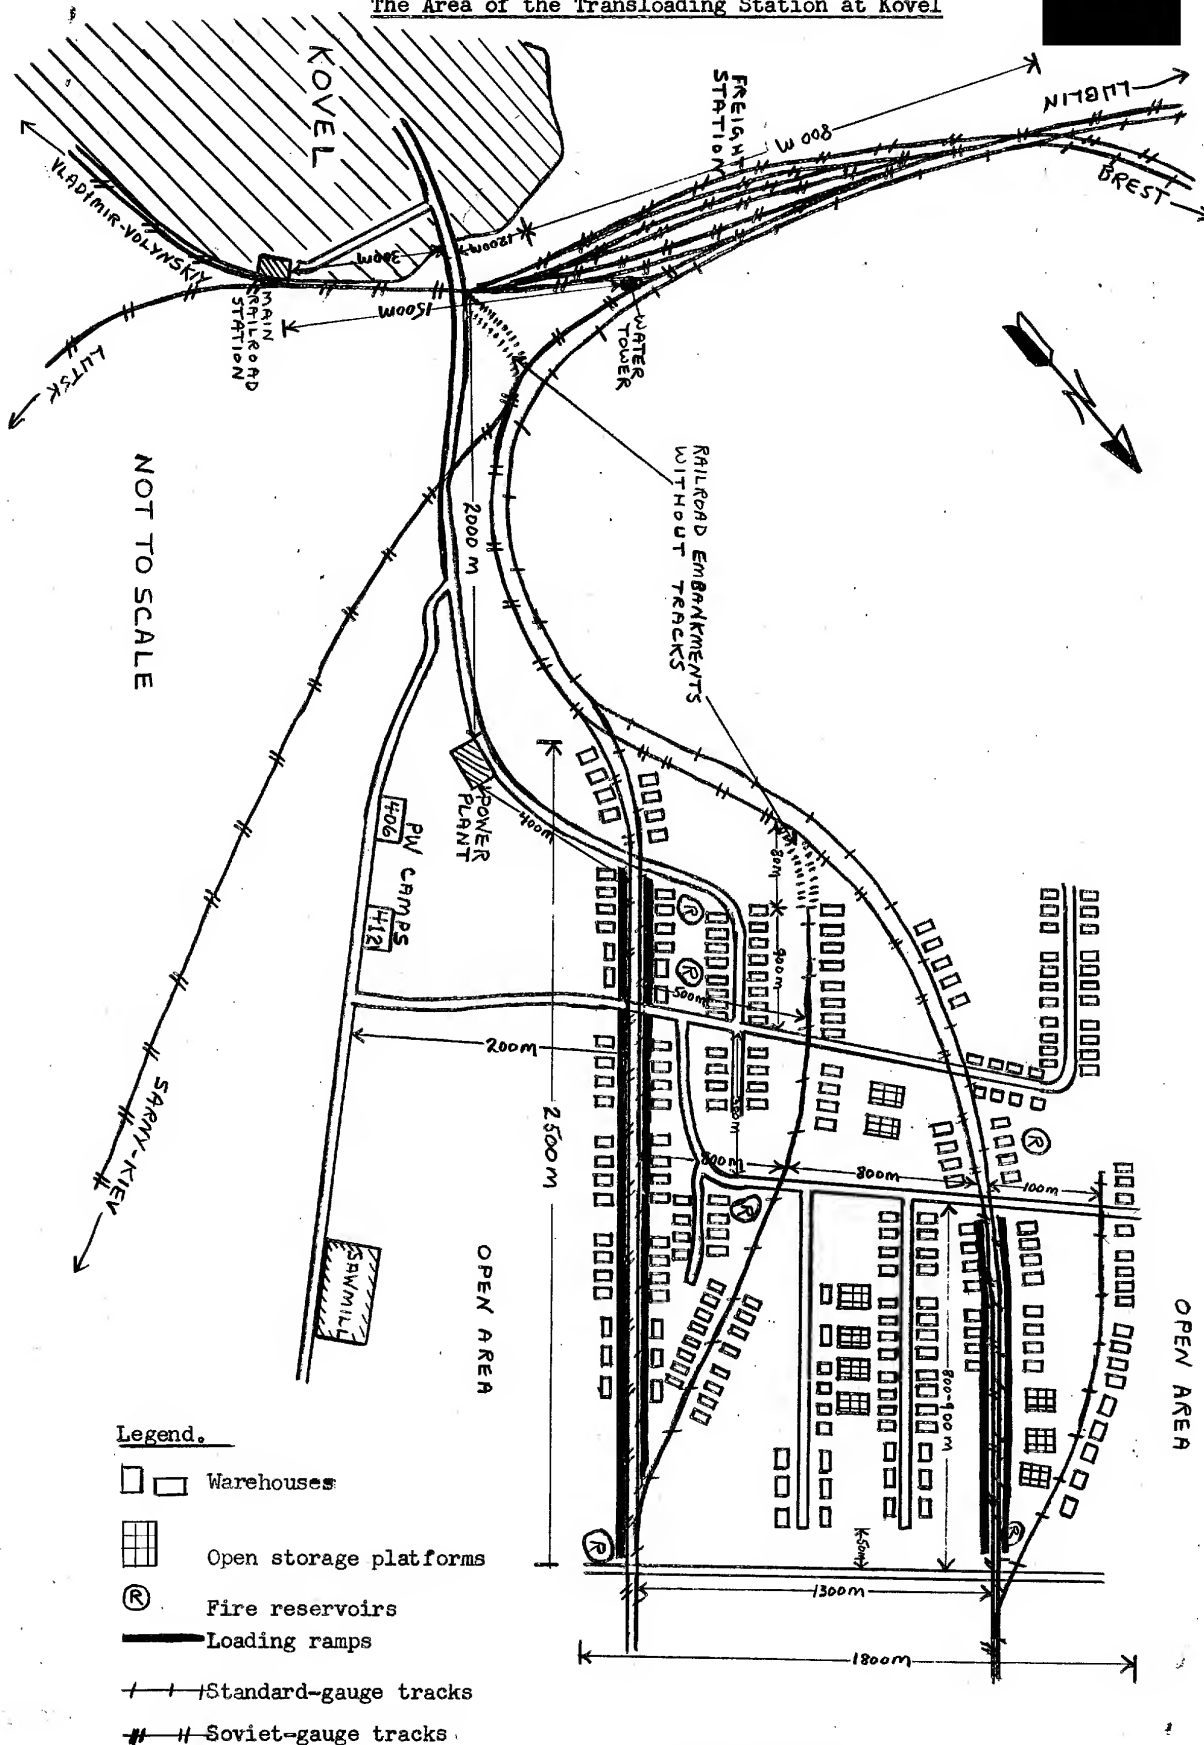 The Area of the Transloading Station at Kovel
KOVEL
FREIGHT
STATION
800 m
LUBLIN
BREST
VLADIMIR-VOLYNSKIY
300m
1200m
1500m
MAIN
RAILROAD
STATION
WATER
TOWER
LUTSK
N
NOT TO SCALE
2000 m
RAILROAD EMBANKMENTS
WITHOUT TRACKS
POWER
PLANT
400m
PW CAMPS
406
412
80m
900m
500m
200m
2500m
800m
800m
100m
SARNY-KIEV
SAWMILL
OPEN AREA
OPEN AREA
800-900 m
50m
1300m
1800m
R
R
R
R
R
R
Legend.
Warehouses
Open storage platforms
R Fire reservoirs
Loading ramps
Standard-gauge tracks
Soviet-gauge tracks